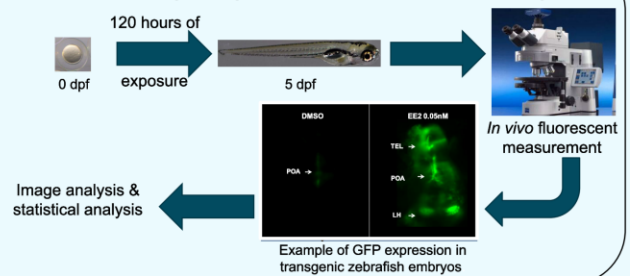 120 hours of
exposure
0 dpf
5 dpf
In vivo fluorescent
measurement
DMSO
POA
EE2 0.05nM
TEL
POA
LH
Example of GFP expression in
transgenic zebrafish embryos
Image analysis &
statistical analysis